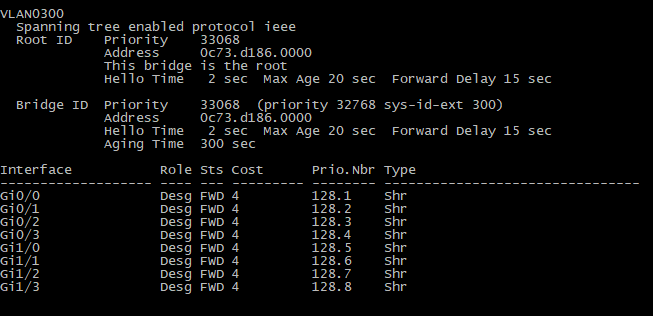 VLAN0300
  Spanning tree enabled protocol ieee
  Root ID    Priority    33068
             Address     0c73.d186.0000
             This bridge is the root
             Hello Time   2 sec  Max Age 20 sec  Forward Delay 15 sec

  Bridge ID  Priority    33068  (priority 32768 sys-id-ext 300)
             Address     0c73.d186.0000
             Hello Time   2 sec  Max Age 20 sec  Forward Delay 15 sec
             Aging Time  300 sec

Interface           Role Sts Cost      Prio.Nbr Type
------------------- ---- --- --------- -------- --------------------------------
Gi0/0               Desg FWD 4         128.1    Shr
Gi0/1               Desg FWD 4         128.2    Shr
Gi0/2               Desg FWD 4         128.3    Shr
Gi0/3               Desg FWD 4         128.4    Shr
Gi1/0               Desg FWD 4         128.5    Shr
Gi1/1               Desg FWD 4         128.6    Shr
Gi1/2               Desg FWD 4         128.7    Shr
Gi1/3               Desg FWD 4         128.8    Shr